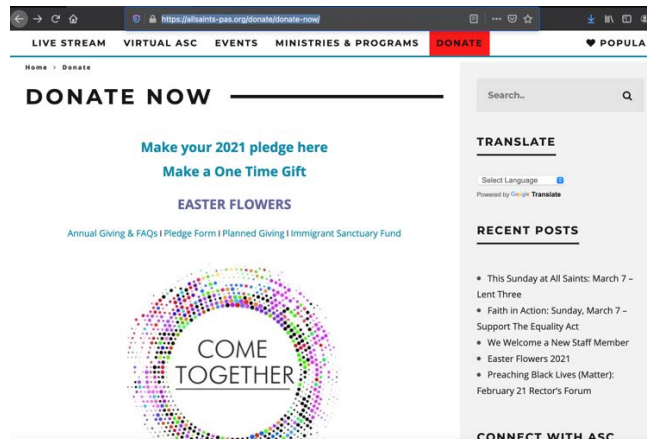 https://allsaints-pas.org/donate/donate-now/
LIVE STREAM VIRTUAL ASC EVENTS MINISTRIES & PROGRAMS DONATE POPULA
Home > Donate
DONATE NOW
Make your 2021 pledge here
Make a One Time Gift
EASTER FLOWERS
Annual Giving & FAQs I Pledge Form I Planned Giving I Immigrant Sanctuary Fund
COME
TOGETHER
Search..
TRANSLATE
Select Language
Powered by Google Translate
RECENT POSTS
This Sunday at All Saints: March 7 –
Lent Three
Faith in Action: Sunday, March 7 –
Support The Equality Act
We Welcome a New Staff Member
Easter Flowers 2021
Preaching Black Lives (Matter):
February 21 Rector's Forum
CONNECT WITH ASC